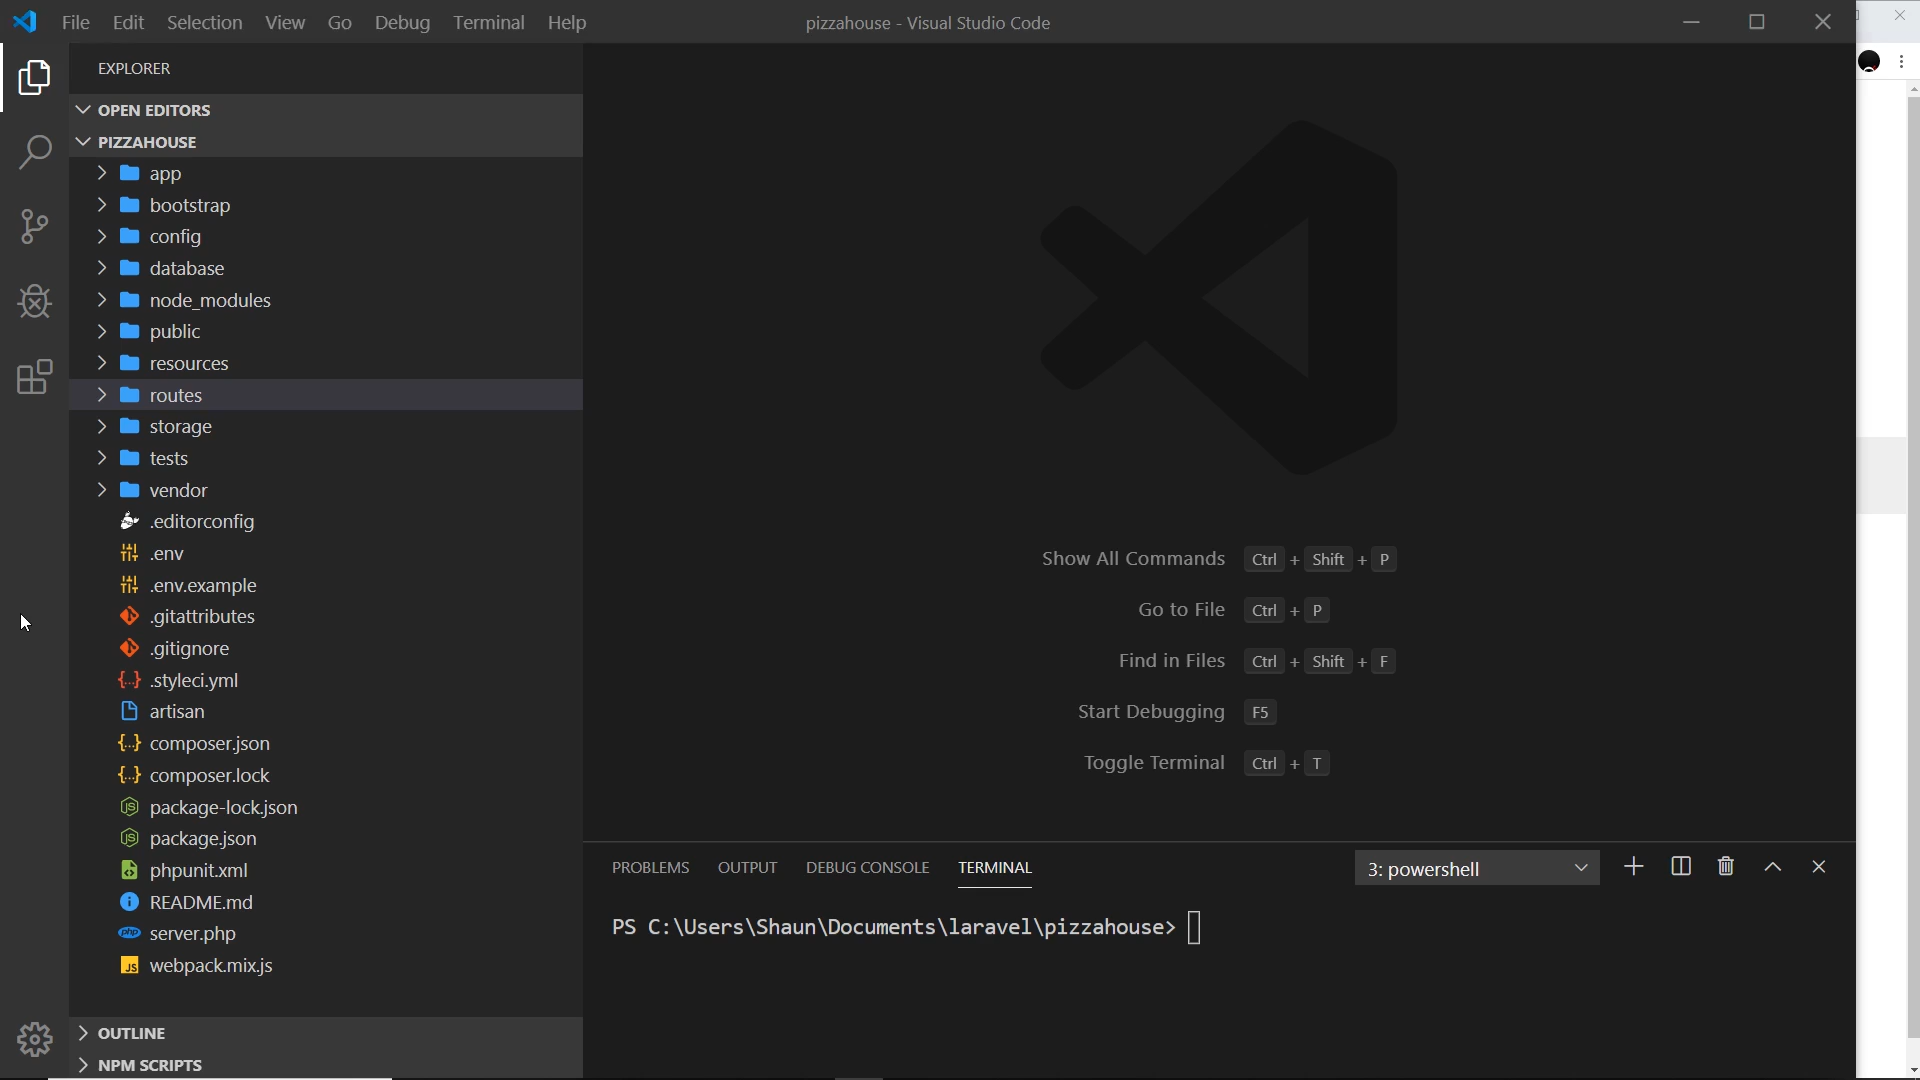 File Edit Selection View Go Debug Terminal Help
pizzahouse - Visual Studio Code
EXPLORER
OPEN EDITORS
PIZZAHOUSE
app
bootstrap
config
database
node_modules
public
resources
routes
storage
tests
vendor
.editorconfig
.env
.env.example
.gitattributes
.gitignore
.styleci.yml
artisan
composer.json
composer.lock
package-lock.json
package.json
phpunit.xml
README.md
server.php
webpack.mix.js
OUTLINE
NPM SCRIPTS
Show All Commands Ctrl + Shift + P
Go to File Ctrl + P
Find in Files Ctrl + Shift + F
Start Debugging F5
Toggle Terminal Ctrl + T
PROBLEMS OUTPUT DEBUG CONSOLE TERMINAL 3: powershell
PS C:\Users\Shaun\Documents\laravel\pizzahouse>